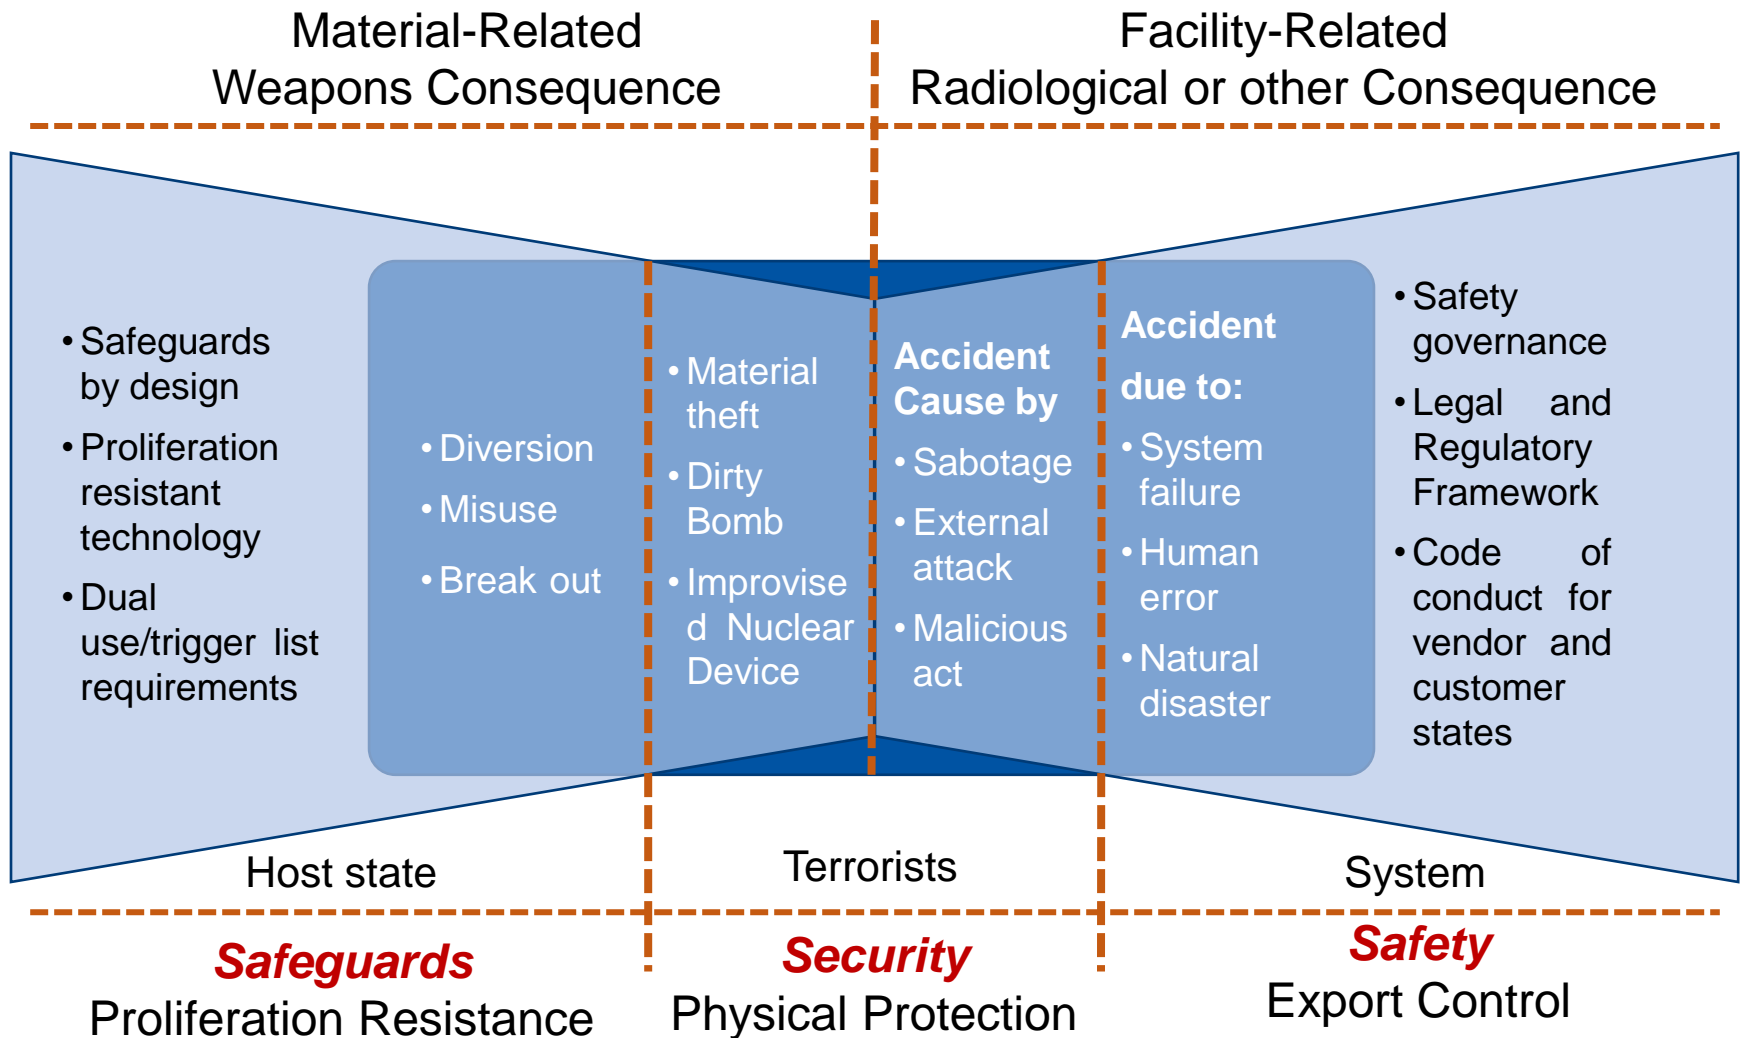 Material-Related
Weapons Consequence
Facility-Related
Radiological or other Consequence
• Safeguards
by design
• Proliferation
resistant
technology
• Dual
use/trigger list
requirements
• Diversion
• Misuse
• Break out
• Material
theft
• Dirty
Bomb
• Improvise
d Nuclear
Device
Accident
Cause by
• Sabotage
• External
attack
• Malicious
act
Accident
due to:
• System
failure
• Human
error
• Natural
disaster
• Safety
governance
• Legal and
Regulatory
Framework
• Code of
conduct for
vendor and
customer
states
Host state
Terrorists
System
Safeguards
Proliferation Resistance
Security
Physical Protection
Safety
Export Control